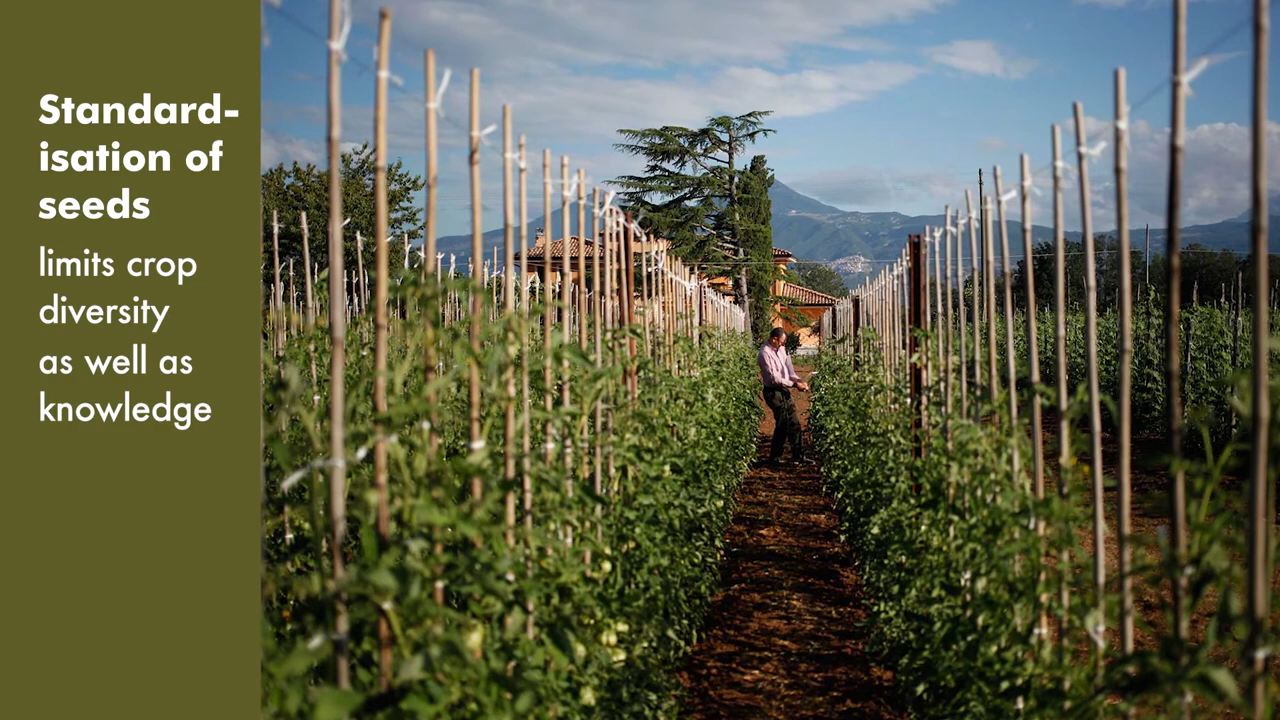 Standard-
isation of
seeds
limits crop
diversity
as well as
knowledge